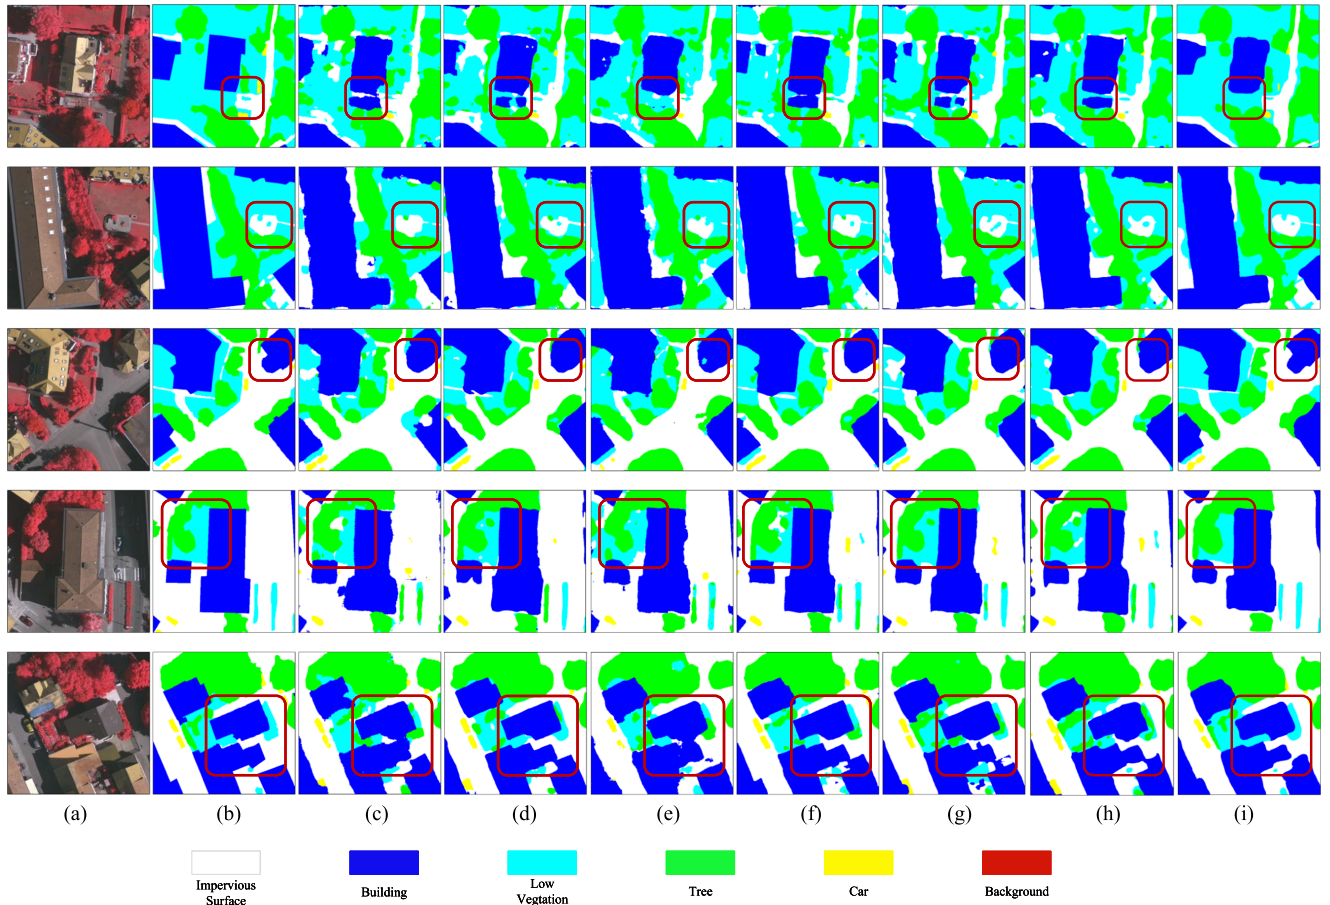 (a) (b) (c) (d) (e) (f) (g) (h) (i)
Impervious
Surface
Building
Low
Vegtation
Tree
Car
Background